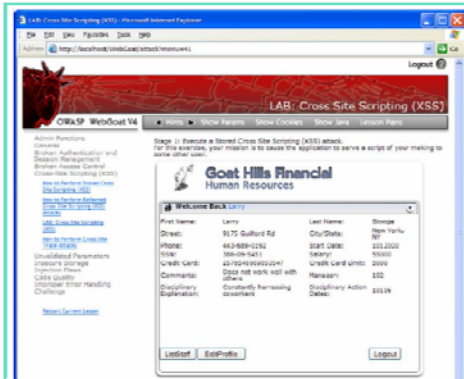 LAB: Cross Site Scripting (XSS) - Microsoft Internet Explorer
File Edit View Favorites Tools Help
Address http://localhost/WebGoat/attack?menu=41
Logout
LAB: Cross Site Scripting (XSS)
OWASP WebGoat V4
Hints Show Params Show Cookies Show Java Lesson Plans
Admin Functions
General
Broken Authentication and
Session Management
Broken Access Control
Cross-Site Scripting (XSS)
How to Perform Stored Cross
Site Scripting (XSS)
How to Perform Reflected
Cross Site Scripting (XSS)
Attacks
LAB: Cross Site Scripting
(XSS)
How to Perform Cross Site
Trace Attacks
Unvalidated Parameters
Insecure Storage
Injection Flaws
Code Quality
Improper Error Handling
Challenge
Restart Current Lesson
Stage 1: Execute a Stored Cross Site Scripting (XSS) attack.
For this exercise, your mission is to cause the application to serve a script of your making to
some other user.
Goat Hills Financial
Human Resources
Welcome Back Larry
First Name: Larry Last Name: Stooge
Street: 9175 Guilford Rd City/State: New York, NY
Phone: 443-689-0192 Start Date: 1012000
SSN: 386-09-5451 Salary: 55000
Credit Card: Credit Card Limit: 5000
Comments: Does not work well with others Manager: 102
Disciplinary Explanation: Constantly harassing coworkers Disciplinary Action Dates: 10106
ListStaff EditProfile Logout